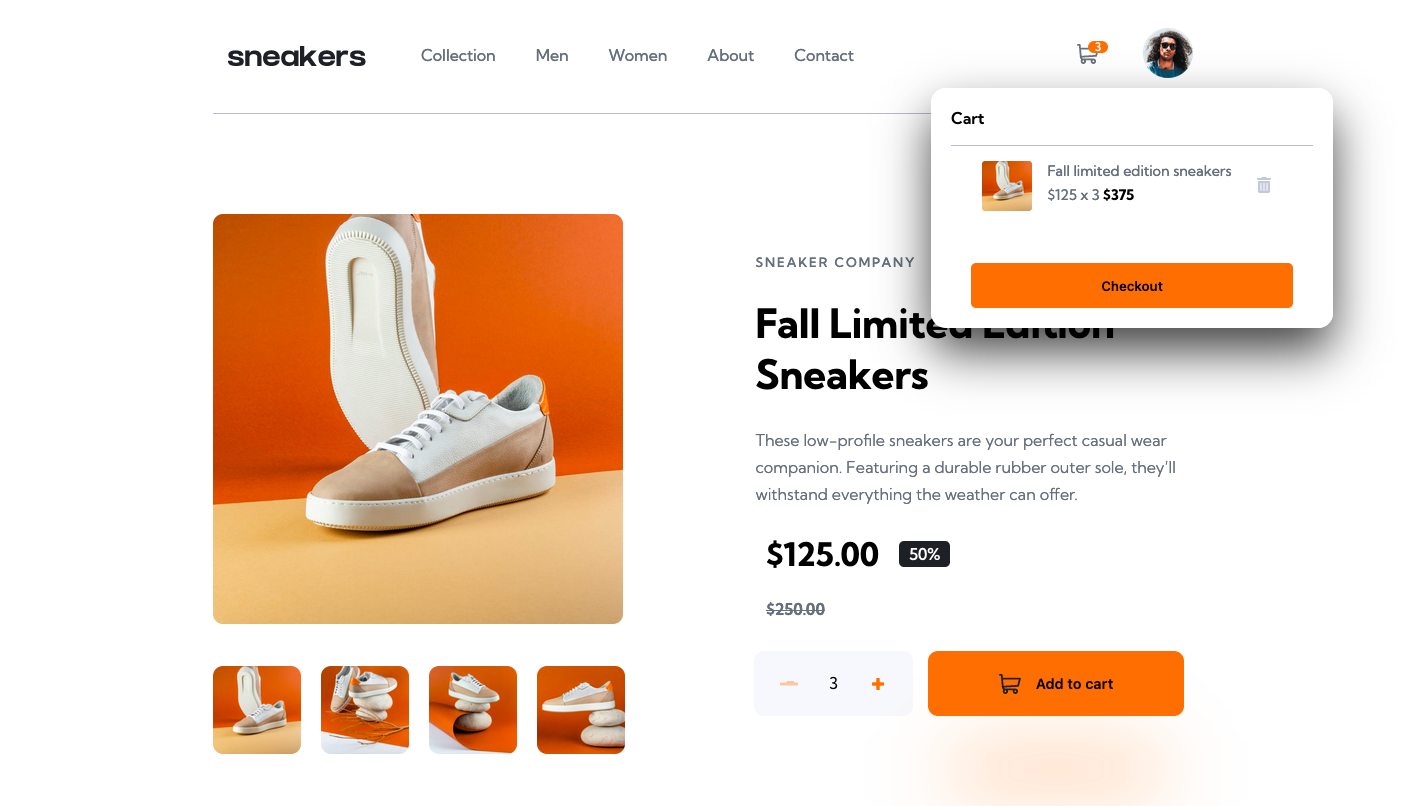 sneakers
Collection
Men
Women
About
Contact
3
Cart
Fall limited edition sneakers
$125 x 3 $375
Checkout
SNEAKER COMPANY
Fall Limited Edition
Sneakers
These low-profile sneakers are your perfect casual wear
companion. Featuring a durable rubber outer sole, they'll
withstand everything the weather can offer.
$125.00
50%
$250.00
3
Add to cart